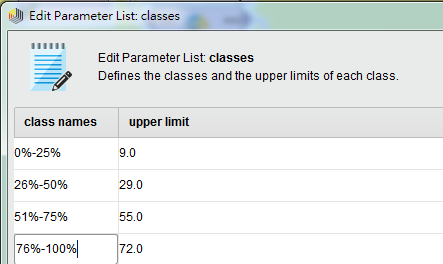 Edit Parameter List: classes
Edit Parameter List: classes
Defines the classes and the upper limits of each class.
class names upper limit
0%-25% 9.0
26%-50% 29.0
51%-75% 55.0
76%-100% 72.0